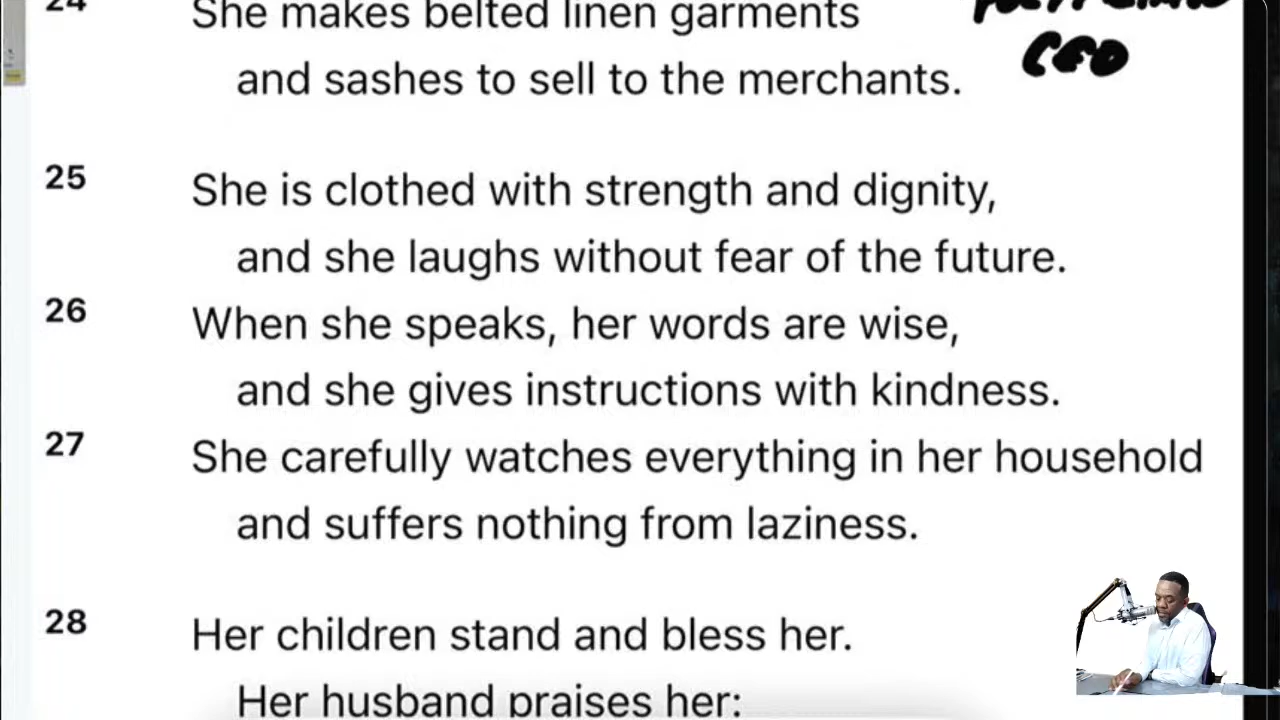 24 She makes belted linen garments
and sashes to sell to the merchants.
CEO
25 She is clothed with strength and dignity,
and she laughs without fear of the future.
26 When she speaks, her words are wise,
and she gives instructions with kindness.
27 She carefully watches everything in her household
and suffers nothing from laziness.
28 Her children stand and bless her.
Her husband praises her: